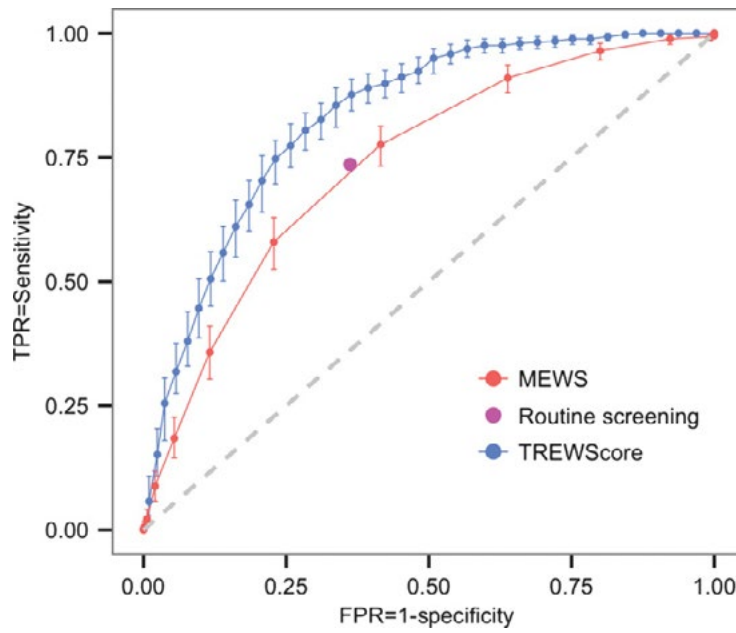 1.00
0.75
0.50
0.25
0.00
TPR=Sensitivity
MEWS
Routine screening
TREWScore
0.00 0.25 0.50 0.75 1.00
FPR=1-specificity